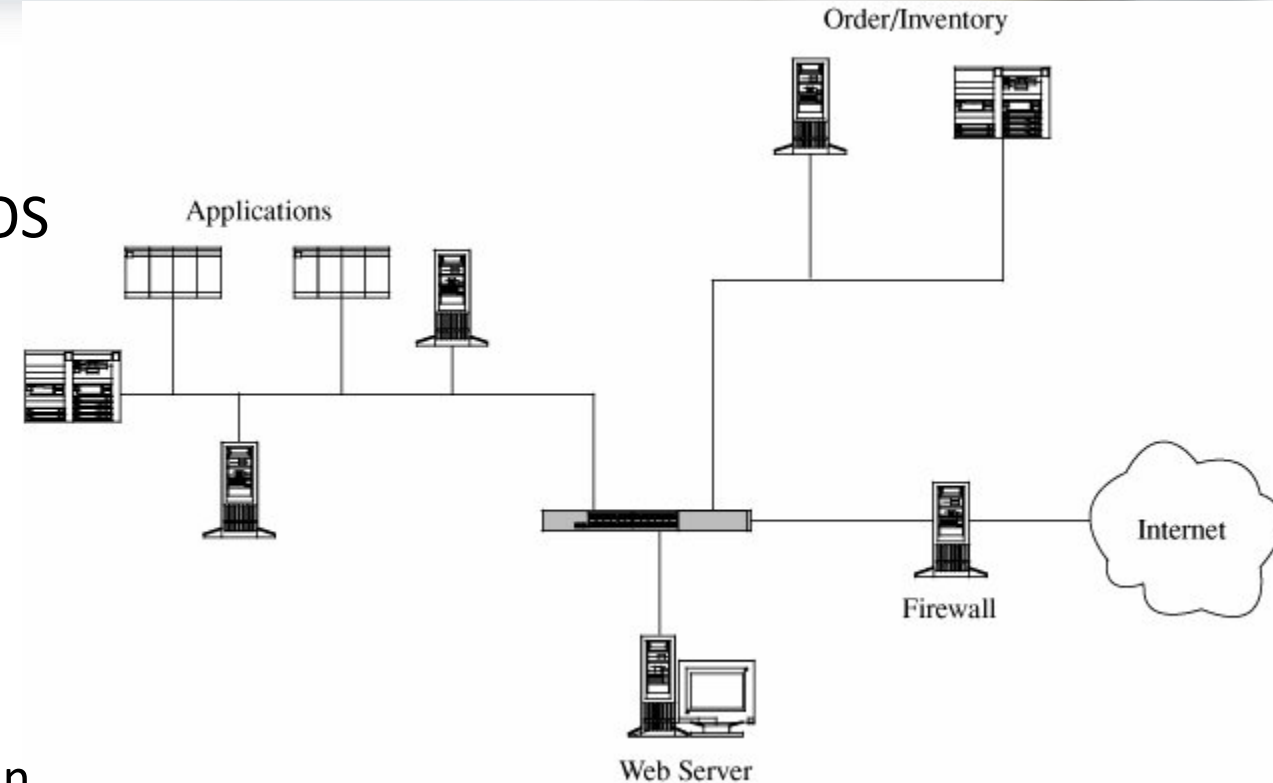 Order/Inventory
Applications
Internet
Firewall
Web Server